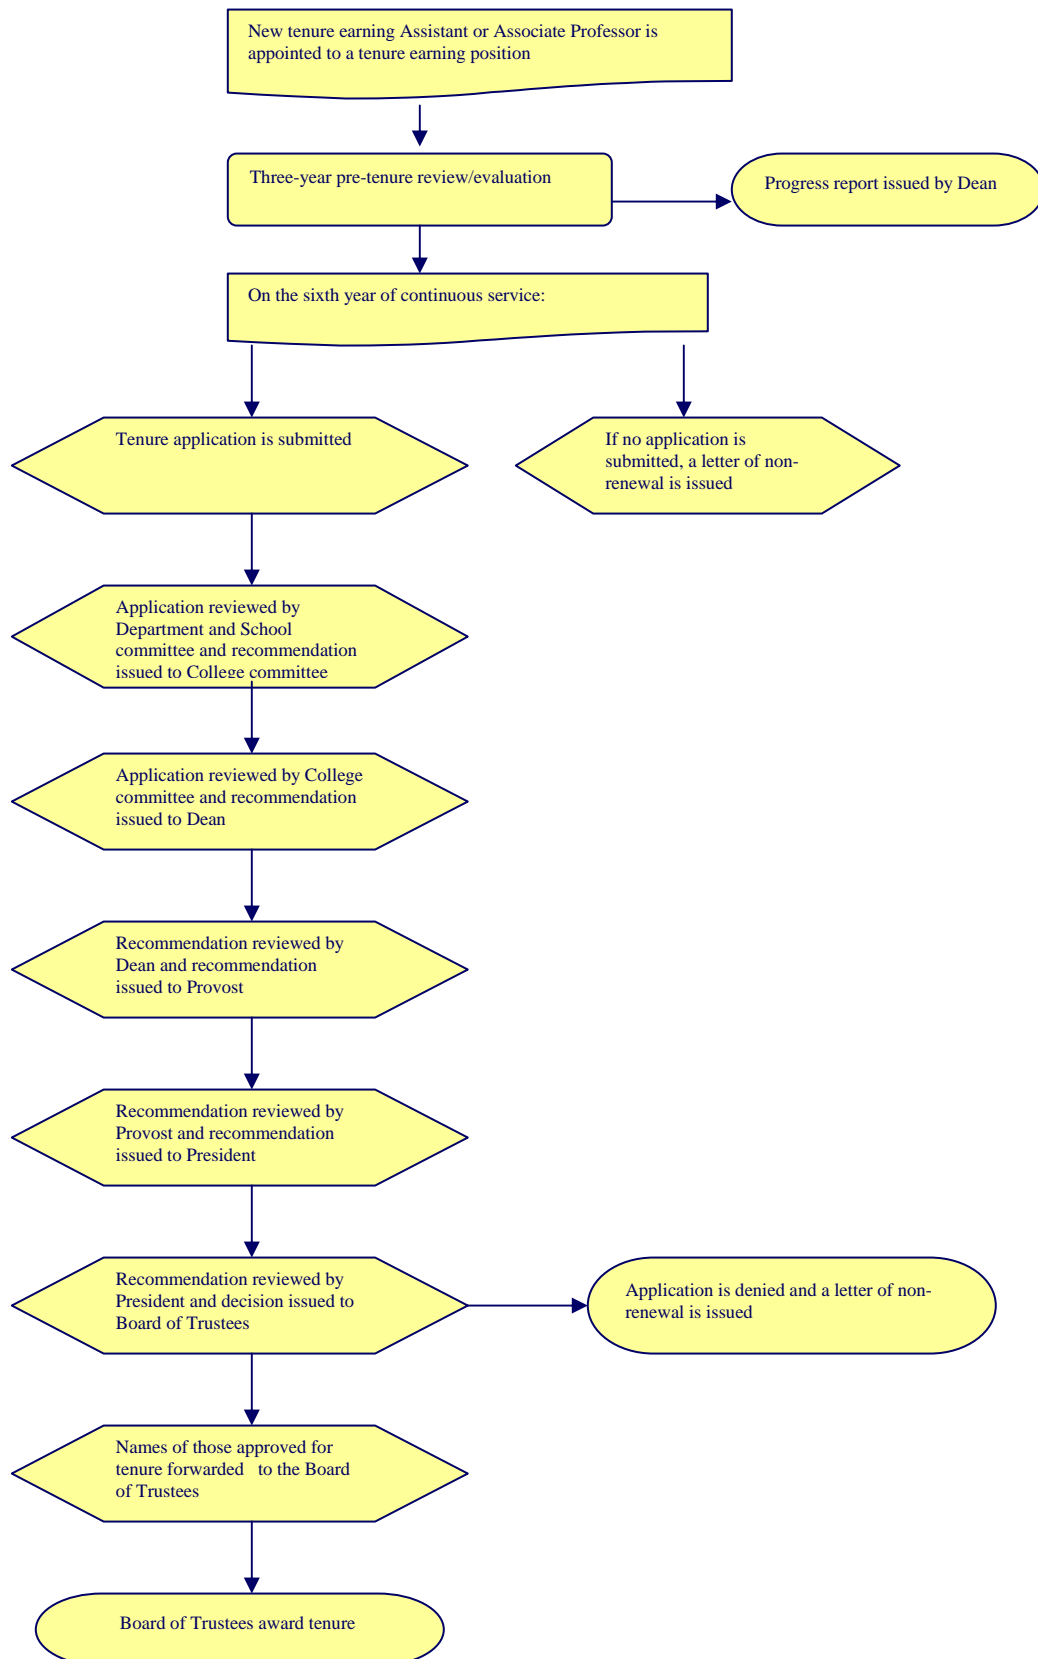 New tenure earning Assistant or Associate Professor is
appointed to a tenure earning position
Three-year pre-tenure review/evaluation
Progress report issued by Dean
On the sixth year of continuous service:
Tenure application is submitted
If no application is
submitted, a letter of non-
renewal is issued
Application reviewed by
Department and School
committee and recommendation
issued to College committee
Application reviewed by College
committee and recommendation
issued to Dean
Recommendation reviewed by
Dean and recommendation
issued to Provost
Recommendation reviewed by
Provost and recommendation
issued to President
Recommendation reviewed by
President and decision issued to
Board of Trustees
Application is denied and a letter of non-
renewal is issued
Names of those approved for
tenure forwarded   to the Board
of Trustees
Board of Trustees award tenure